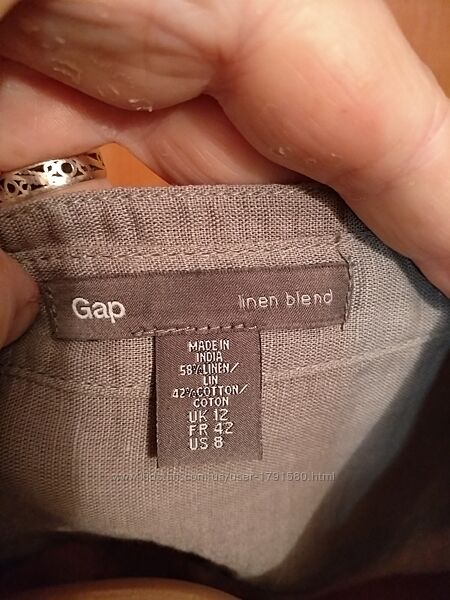 Gap linen blend
MADE IN
INDIA
58%LINEN/
LIN
42%COTTON/
COTON
UK 12
FR 42
US 8